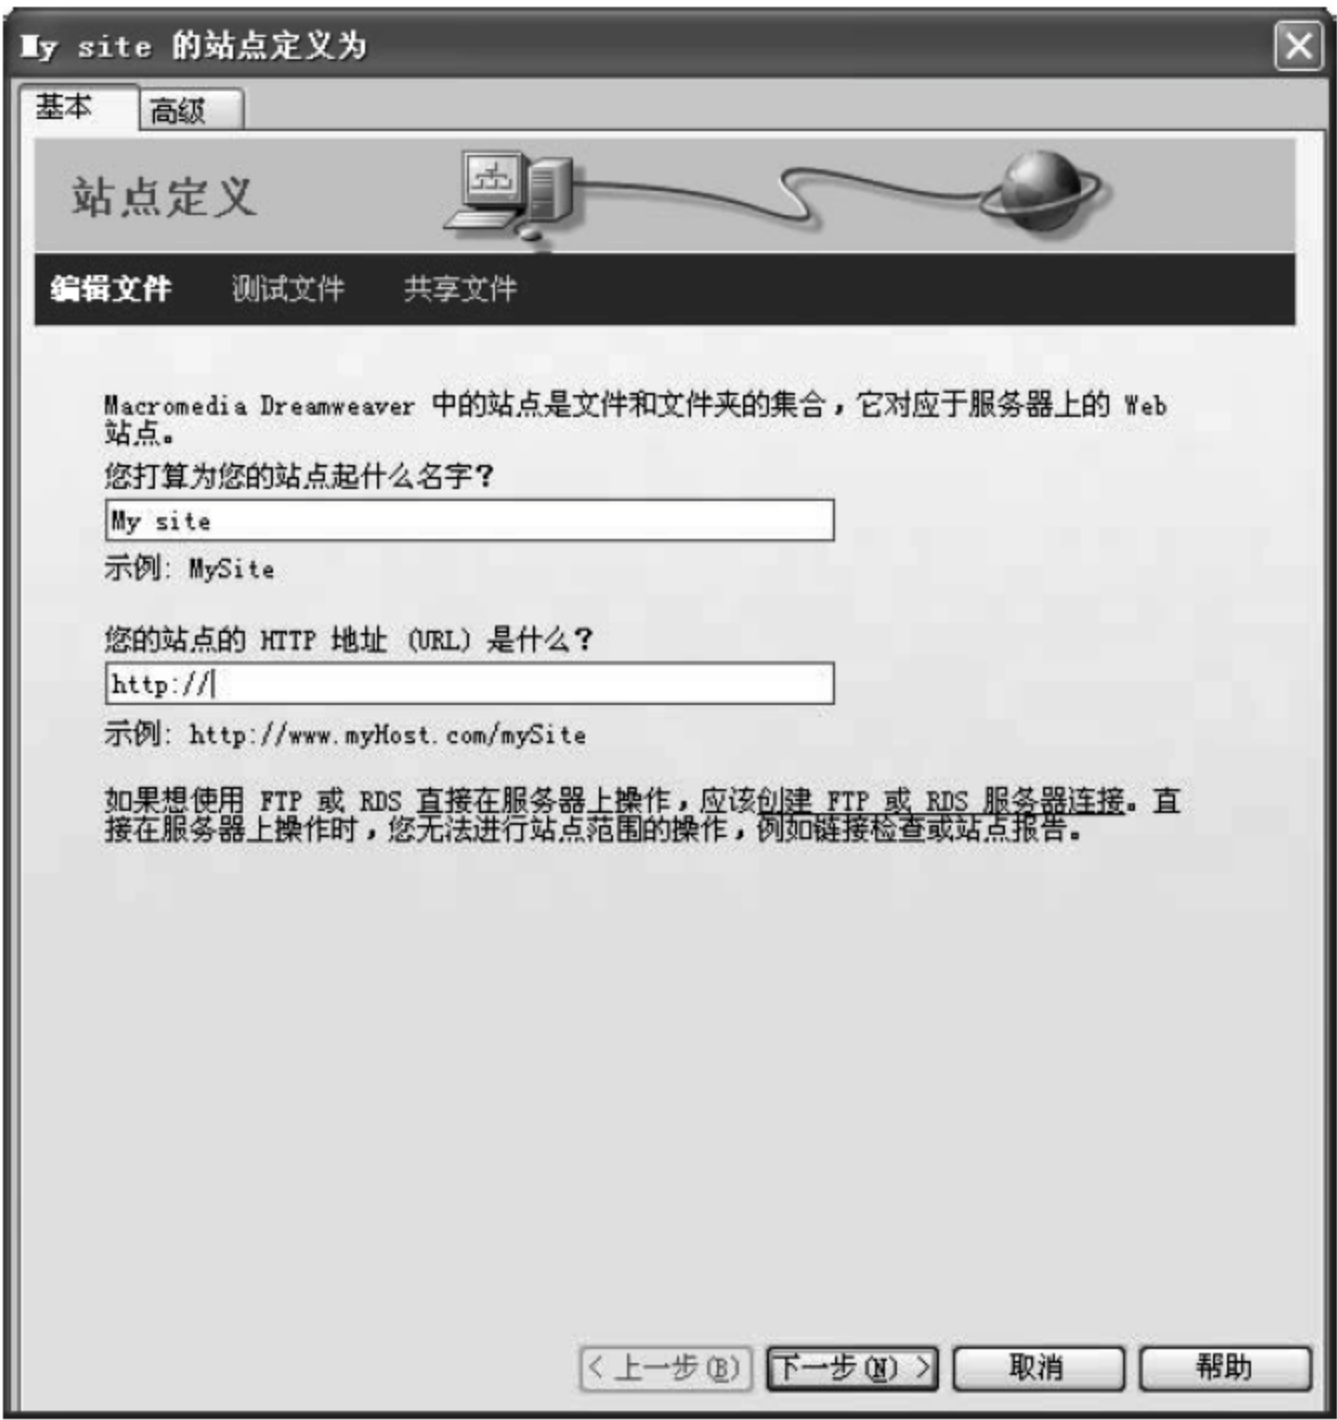 My site 的站点定义为
基本 高级
站点定义
编辑文件 测试文件 共享文件
Macromedia Dreamweaver 中的站点是文件和文件夹的集合，它对应于服务器上的 Web
站点。
您打算为您的站点起什么名字？
My site
示例: MySite
您的站点的 HTTP 地址 (URL) 是什么？
http://
示例: http://www.myHost.com/mySite
如果想使用 FTP 或 RDS 直接在服务器上操作，应该创建 FTP 或 RDS 服务器连接。直
接在服务器上操作时，您无法进行站点范围的操作，例如链接检查或站点报告。
< 上一步(B) 下一步(N) > 取消 帮助